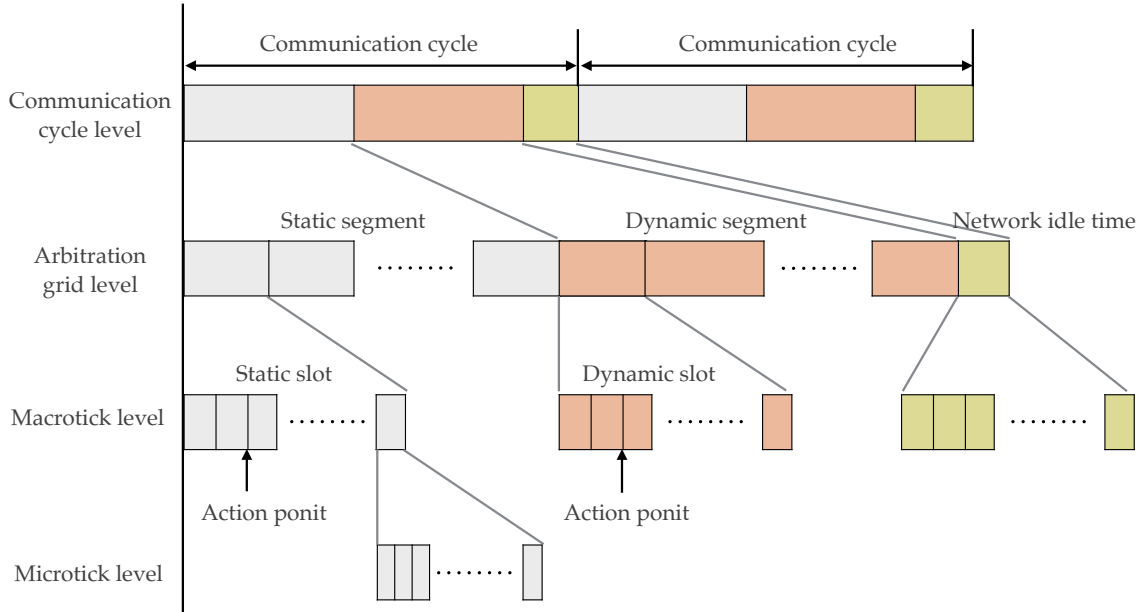 Communication cycle
Communication cycle
Communication
cycle level
Static segment
Dynamic segment
Network idle time
Arbitration
grid level
Static slot
Dynamic slot
Macrotick level
Action ponit
Action ponit
Microtick level